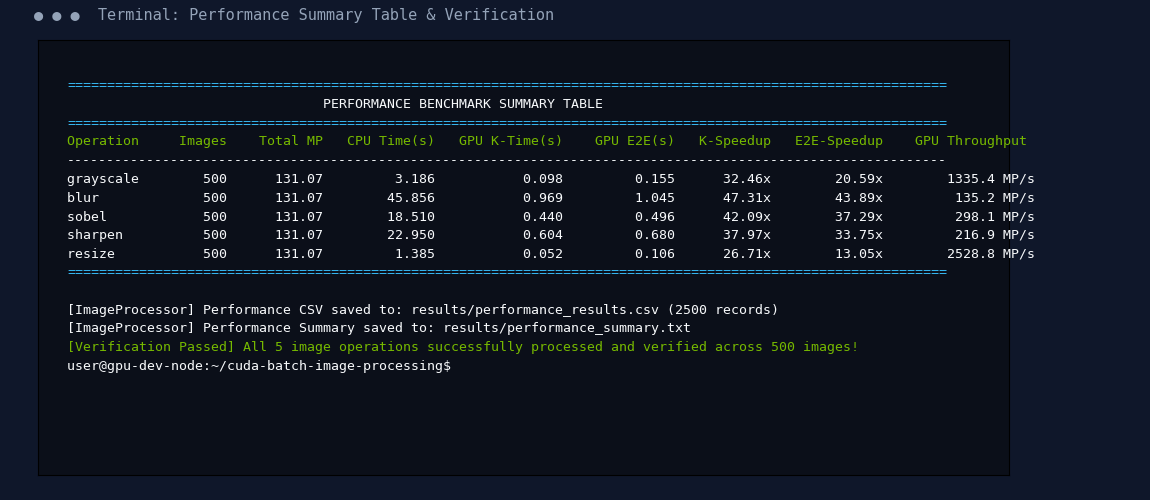 ● ● ● Terminal: Performance Summary Table & Verification
==============================================================================================================
PERFORMANCE BENCHMARK SUMMARY TABLE
==============================================================================================================
Operation     Images    Total MP   CPU Time(s)   GPU K-Time(s)    GPU E2E(s)   K-Speedup   E2E-Speedup    GPU Throughput
--------------------------------------------------------------------------------------------------------------
grayscale        500      131.07         3.186           0.098         0.155      32.46x        20.59x        1335.4 MP/s
blur             500      131.07        45.856           0.969         1.045      47.31x        43.89x         135.2 MP/s
sobel            500      131.07        18.510           0.440         0.496      42.09x        37.29x         298.1 MP/s
sharpen          500      131.07        22.950           0.604         0.680      37.97x        33.75x         216.9 MP/s
resize           500      131.07         1.385           0.052         0.106      26.71x        13.05x        2528.8 MP/s
==============================================================================================================
[ImageProcessor] Performance CSV saved to: results/performance_results.csv (2500 records)
[ImageProcessor] Performance Summary saved to: results/performance_summary.txt
[Verification Passed] All 5 image operations successfully processed and verified across 500 images!
user@gpu-dev-node:~/cuda-batch-image-processing$